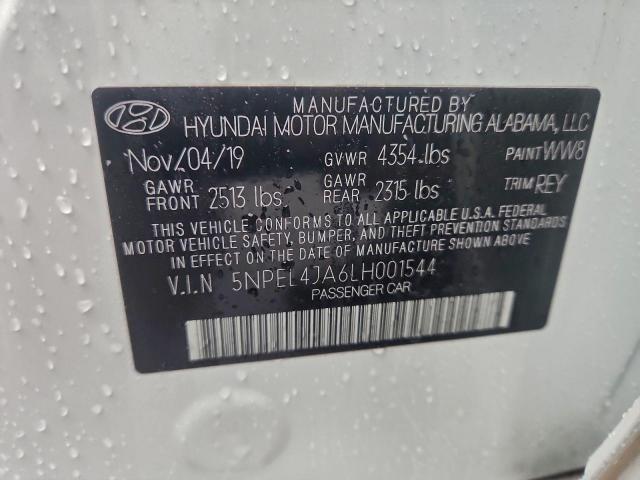 MANUFACTURED BY
HYUNDAI MOTOR MANUFACTURING ALABAMA, LLC
Nov/04/19 GVWR 4354 lbs PAINT WW8
GAWR FRONT 2513 lbs GAWR REAR 2315 lbs TRIM REY
THIS VEHICLE CONFORMS TO ALL APPLICABLE U.S.A. FEDERAL
MOTOR VEHICLE SAFETY, BUMPER, AND THEFT PREVENTION STANDARDS
IN EFFECT ON THE DATE OF MANUFACTURE SHOWN ABOVE.
V.I.N 5NPEL4JA6LH001544
PASSENGER CAR